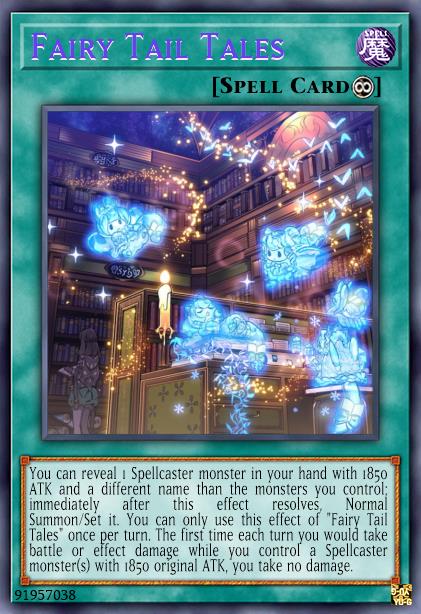 Fairy Tail Tales
SPELL
魔
[Spell Card]
You can reveal 1 Spellcaster monster in your hand with 1850
ATK and a different name than the monsters you control;
immediately after this effect resolves, Normal
Summon/Set it. You can only use this effect of "Fairy Tail
Tales" once per turn. The first time each turn you would take
battle or effect damage while you control a Spellcaster
monster(s) with 1850 original ATK, you take no damage.
91957038